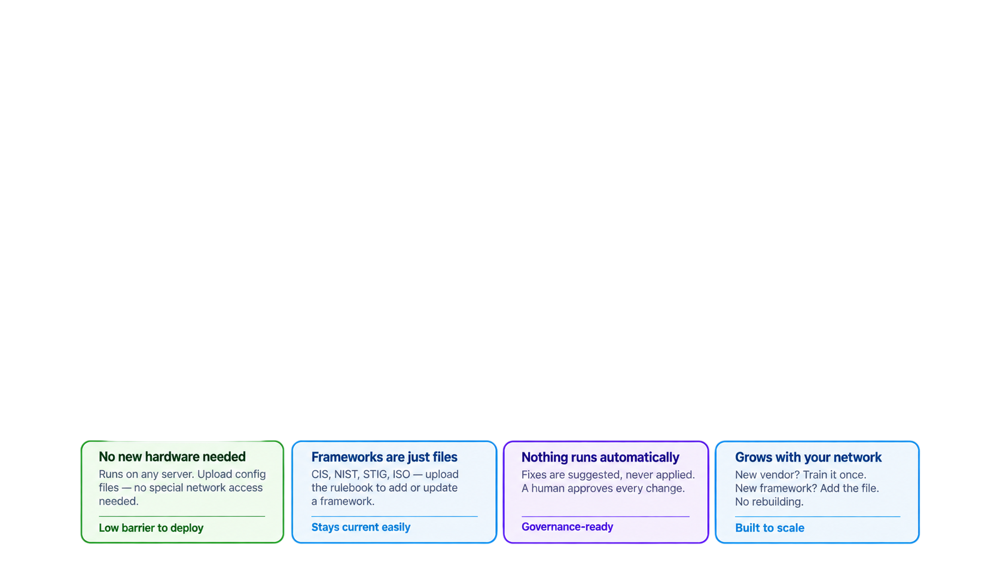 No new hardware needed
Runs on any server. Upload config
files — no special network access
needed.
Low barrier to deploy
Frameworks are just files
CIS, NIST, STIG, ISO — upload
the rulebook to add or update
a framework.
Stays current easily
Nothing runs automatically
Fixes are suggested, never applied.
A human approves every change.
Governance-ready
Grows with your network
New vendor? Train it once.
New framework? Add the file.
No rebuilding.
Built to scale